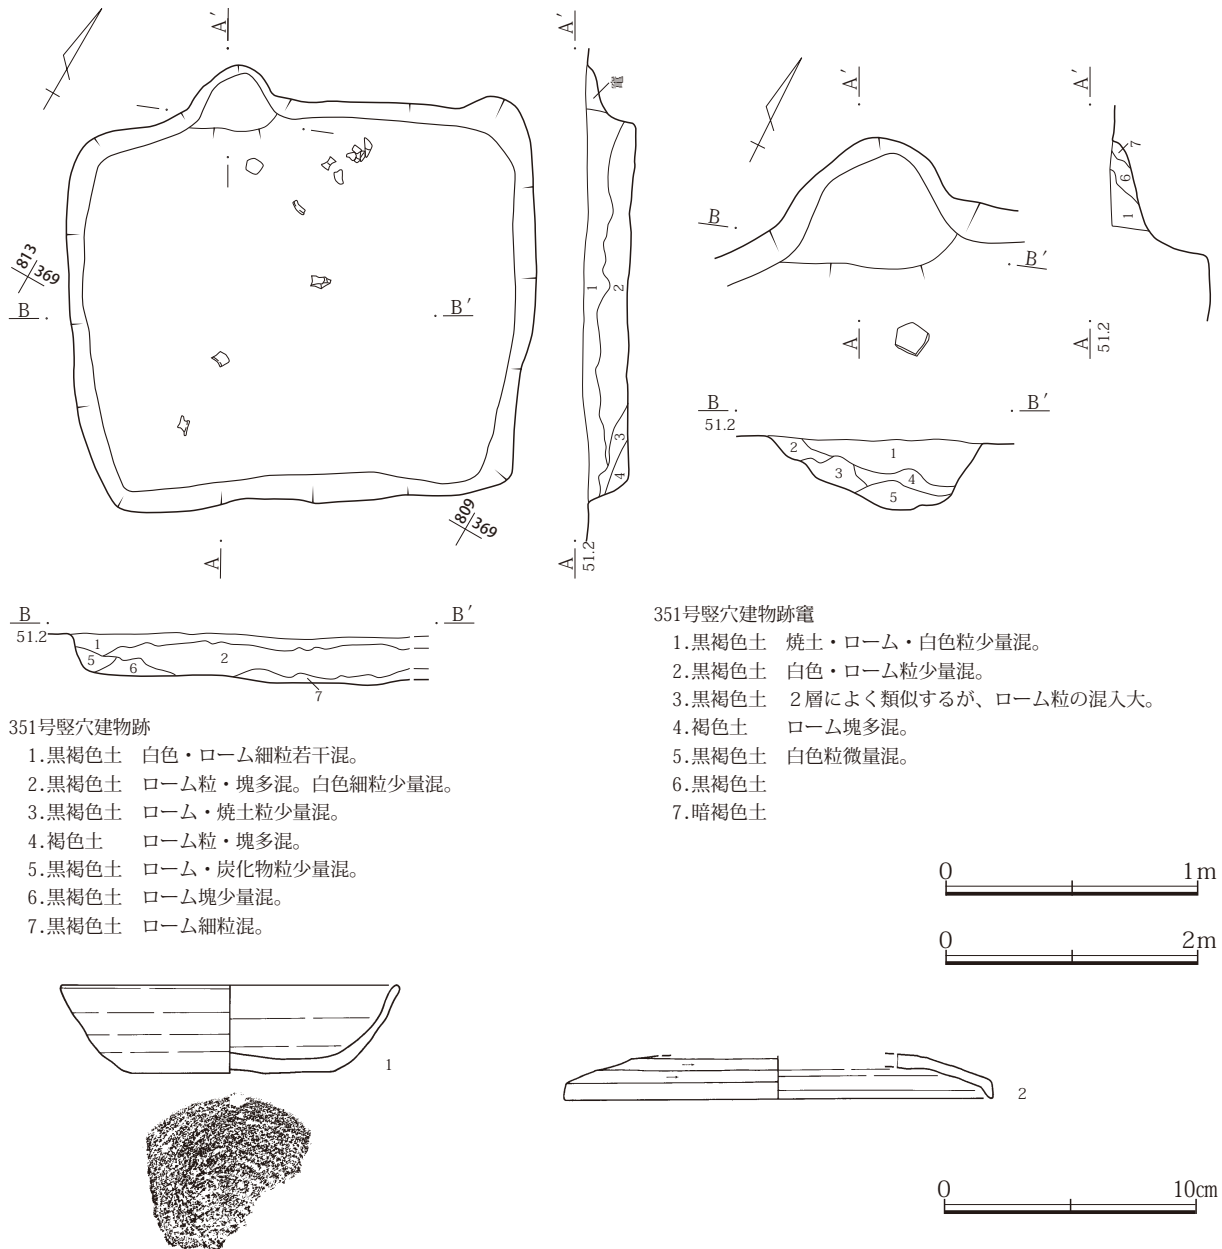 A′
A′
竈
813
369
B
B′
1
2
3
4
809
369
A
A
51.2
A′
A′
B
B′
7
6
1
A
A
51.2
B
B′
51.2
1
2
3
4
5
B
B′
51.2
1
2
5
6
7
351号竪穴建物跡
1.黒褐色土　白色・ローム細粒若干混。
2.黒褐色土　ローム粒・塊多混。白色細粒少量混。
3.黒褐色土　ローム・焼土粒少量混。
4.褐色土　　ローム粒・塊多混。
5.黒褐色土　ローム・炭化物粒少量混。
6.黒褐色土　ローム塊少量混。
7.黒褐色土　ローム細粒混。
351号竪穴建物跡竈
1.黒褐色土　焼土・ローム・白色粒少量混。
2.黒褐色土　白色・ローム粒少量混。
3.黒褐色土　２層によく類似するが、ローム粒の混入大。
4.褐色土　　ローム塊多混。
5.黒褐色土　白色粒微量混。
6.黒褐色土
7.暗褐色土
0　1m
0　2m
1
2
0　10cm